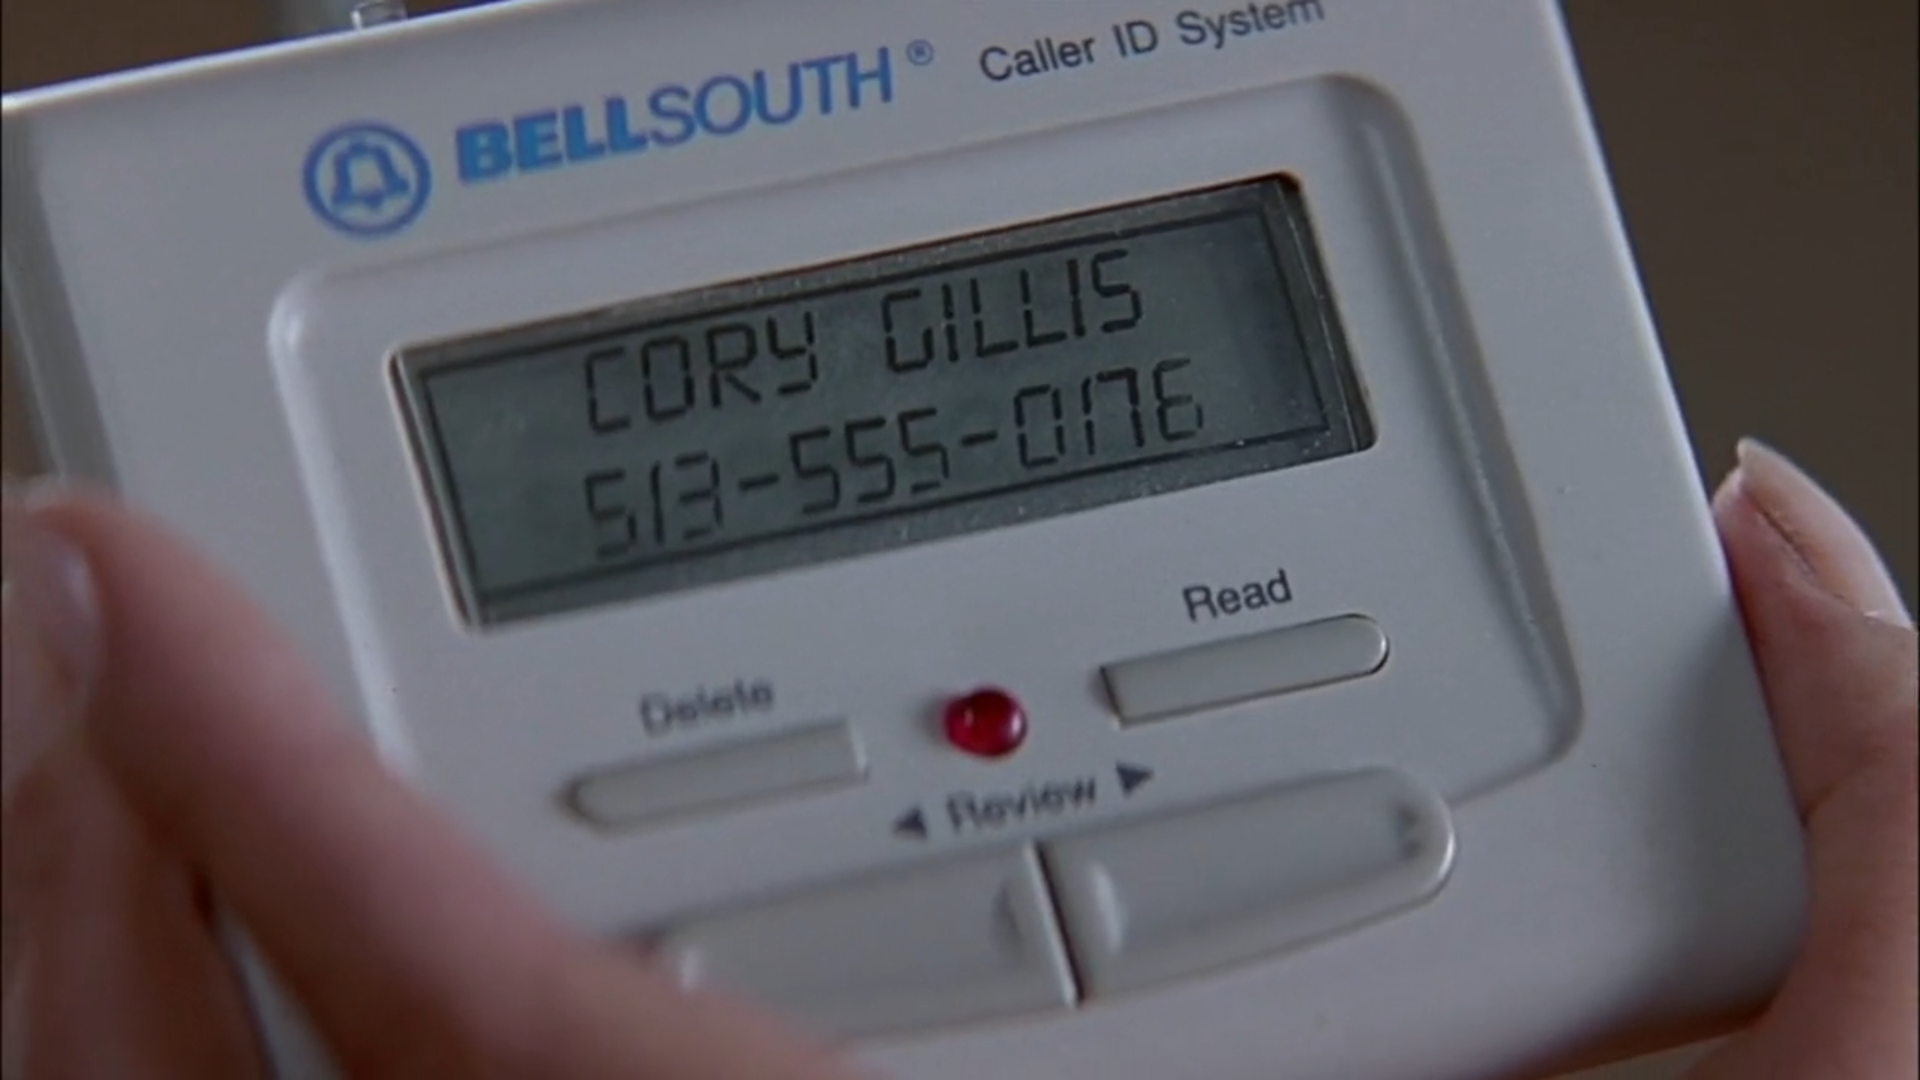 BELLSOUTH® Caller ID System
CORY GILLIS
513-555-0176
Read
Delete
◀ Review ▶